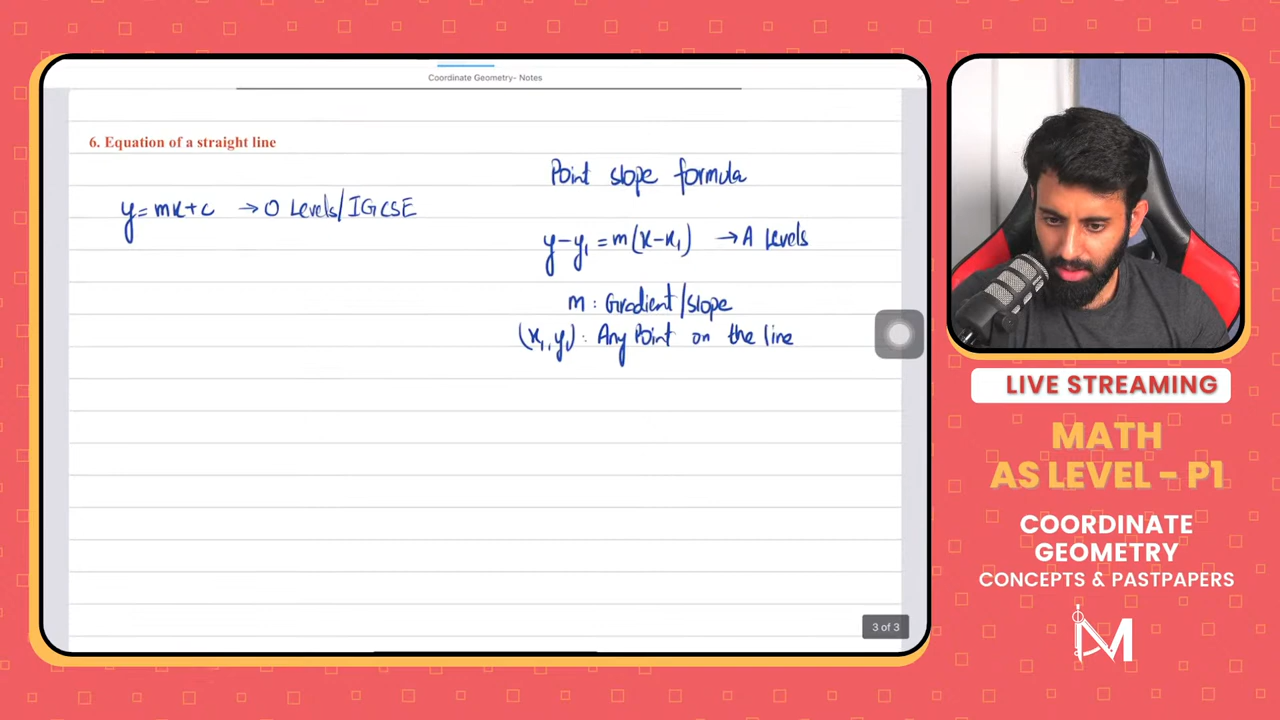 Coordinate Geometry- Notes
6. Equation of a straight line
y=mx+c → O Levels/IGCSE
Point slope formula
y-y₁=m(x-x₁) → A Levels
m: Gradient/slope
(x₁,y₁): Any Point on the line
3 of 3
LIVE STREAMING
MATH
AS LEVEL - P1
COORDINATE
GEOMETRY
CONCEPTS & PASTPAPERS
M